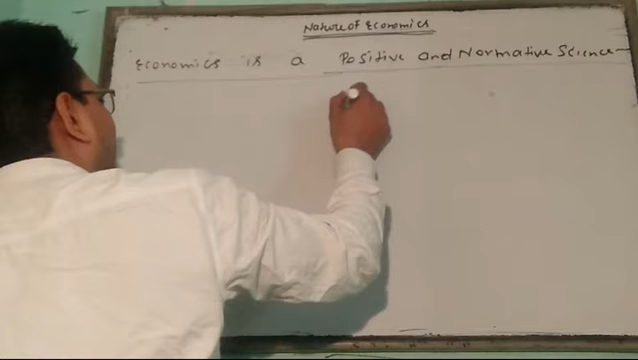 Nature of Economics
Economics is a Positive and Normative Science